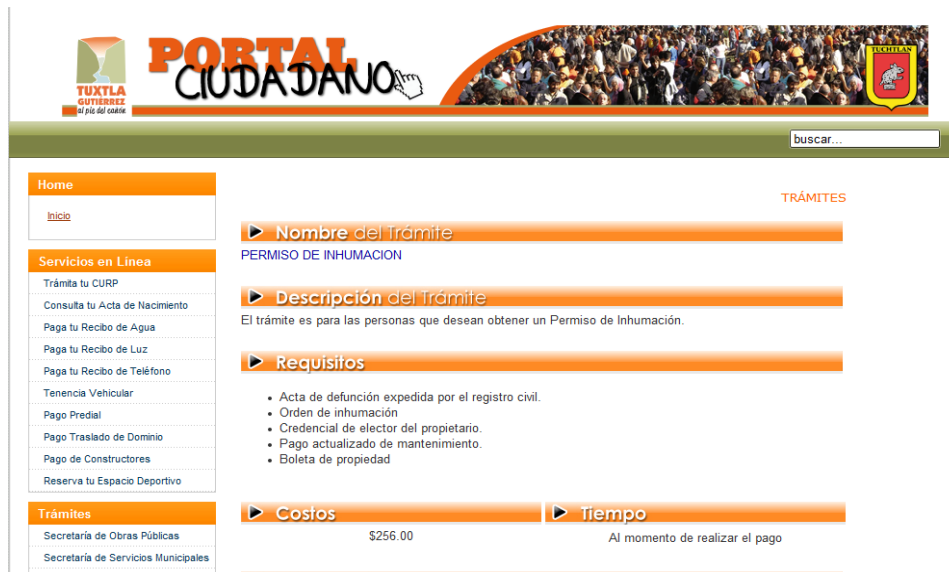 TUXTLA
GUTIÉRREZ
al pie del cañón
PORTAL
CIUDADANO
TUCHTLAN
buscar...
Home
Inicio
Servicios en Línea
Trámita tu CURP
Consulta tu Acta de Nacimiento
Paga tu Recibo de Agua
Paga tu Recibo de Luz
Paga tu Recibo de Teléfono
Tenencia Vehicular
Pago Predial
Pago Traslado de Dominio
Pago de Constructores
Reserva tu Espacio Deportivo
Trámites
Secretaría de Obras Públicas
Secretaría de Servicios Municipales
TRÁMITES
Nombre del Trámite
PERMISO DE INHUMACION
Descripción del Trámite
El trámite es para las personas que desean obtener un Permiso de Inhumación.
Requisitos
• Acta de defunción expedida por el registro civil.
• Orden de inhumación
• Credencial de elector del propietario.
• Pago actualizado de mantenimiento.
• Boleta de propiedad
Costos
$256.00
Tiempo
Al momento de realizar el pago